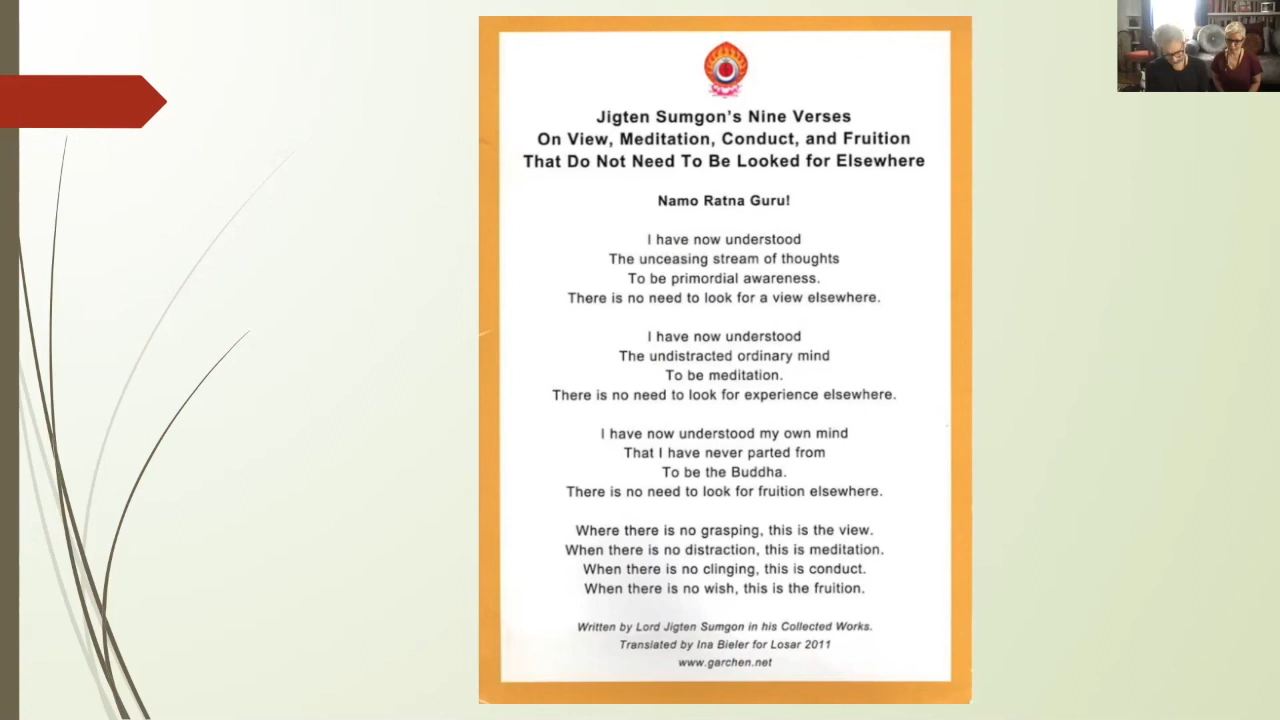 Jigten Sumgon's Nine Verses
On View, Meditation, Conduct, and Fruition
That Do Not Need To Be Looked for Elsewhere
Namo Ratna Guru!
I have now understood
The unceasing stream of thoughts
To be primordial awareness.
There is no need to look for a view elsewhere.
I have now understood
The undistracted ordinary mind
To be meditation.
There is no need to look for experience elsewhere.
I have now understood my own mind
That I have never parted from
To be the Buddha.
There is no need to look for fruition elsewhere.
Where there is no grasping, this is the view.
When there is no distraction, this is meditation.
When there is no clinging, this is conduct.
When there is no wish, this is the fruition.
Written by Lord Jigten Sumgon in his Collected Works.
Translated by Ina Bieler for Losar 2011
www.garchen.net